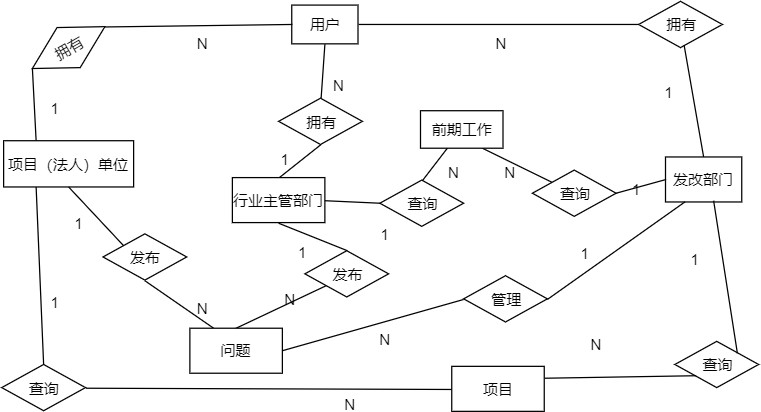 用户
拥有
拥有
N
N
N
1
1
拥有
前期工作
项目（法人）单位
1
N
N
发改部门
行业主管部门
查询
查询
1
1
1
1
发布
1
发布
1
1
N
N
管理
1
N
问题
N
查询
查询
项目
N